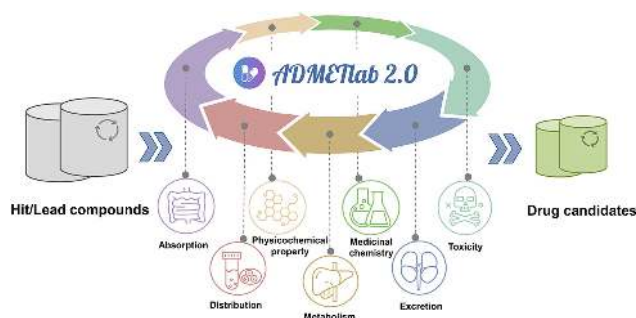 ADMETlab 2.0
Hit/Lead compounds
Drug candidates
Absorption
Physicochemical
property
Medicinal
chemistry
Toxicity
Distribution
Metabolism
Excretion